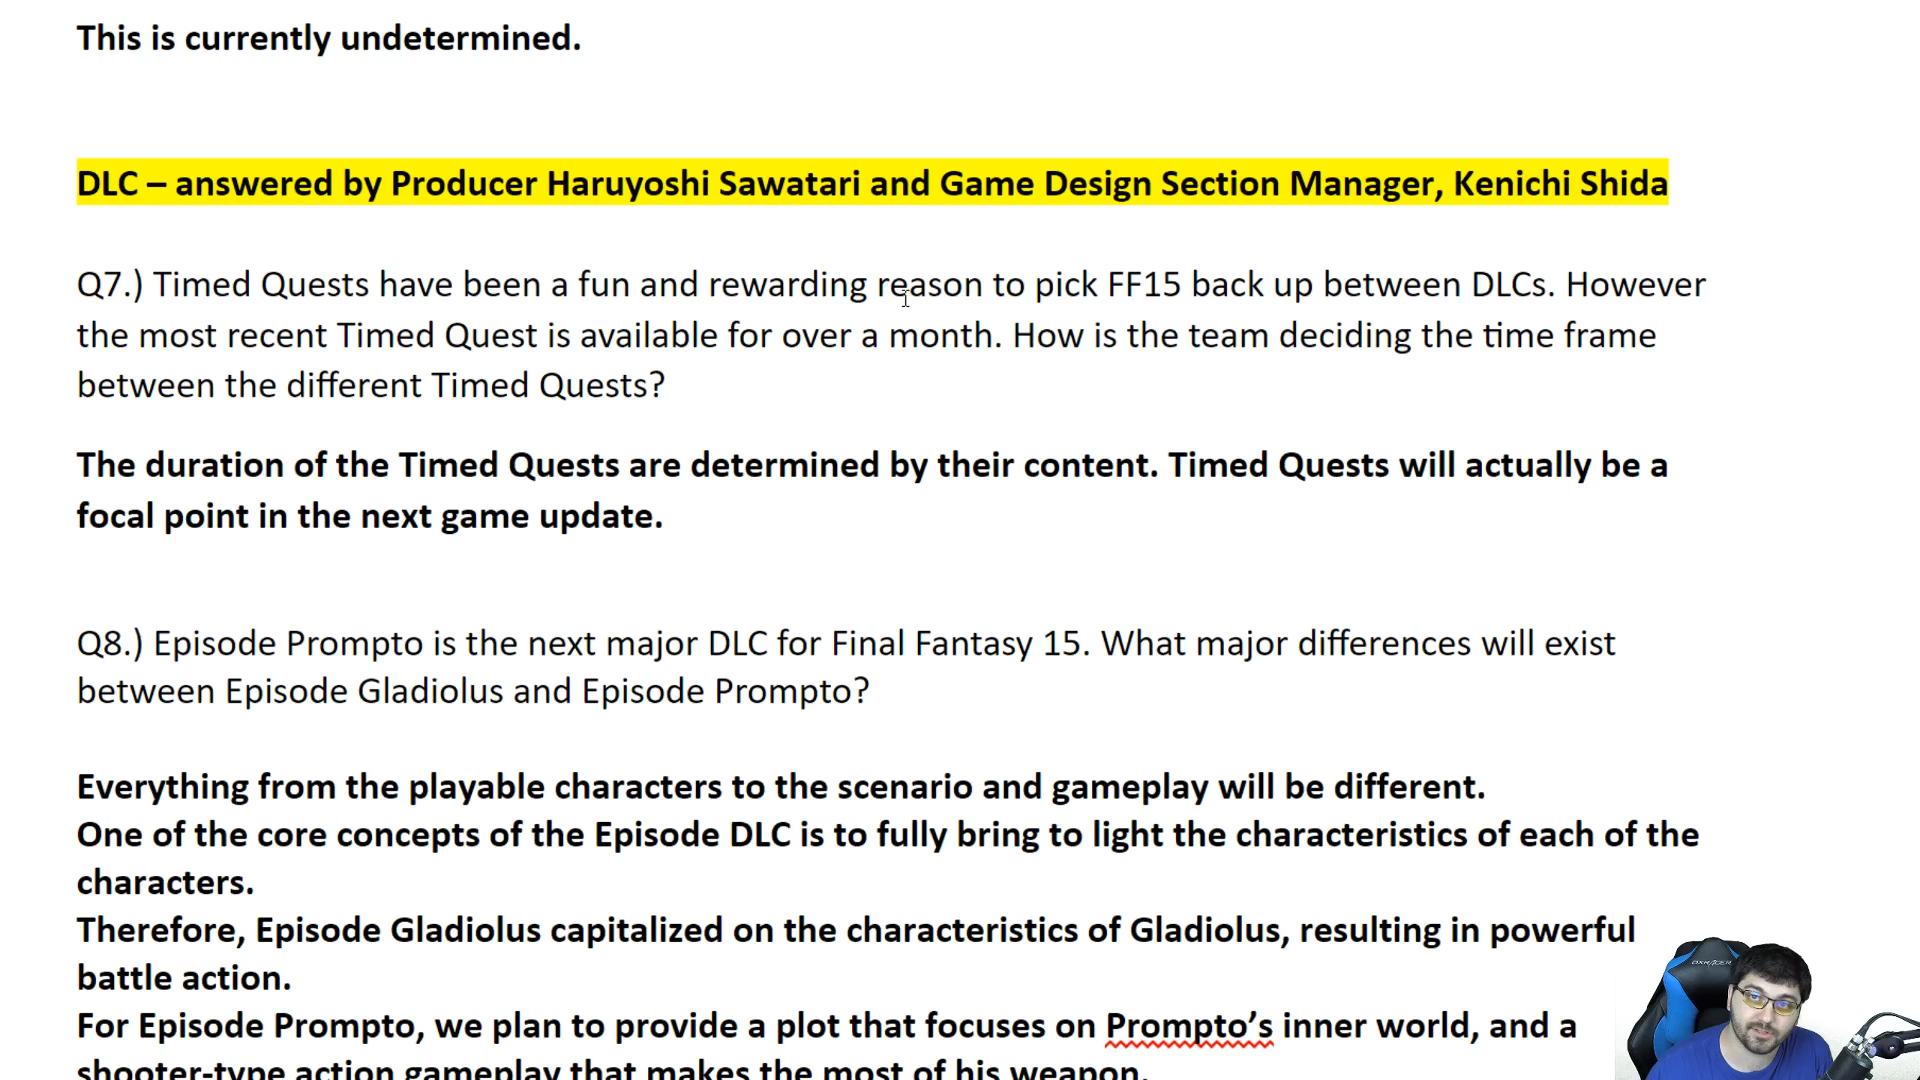 This is currently undetermined.
DLC – answered by Producer Haruyoshi Sawatari and Game Design Section Manager, Kenichi Shida
Q7.) Timed Quests have been a fun and rewarding reason to pick FF15 back up between DLCs. However
the most recent Timed Quest is available for over a month. How is the team deciding the time frame
between the different Timed Quests?
The duration of the Timed Quests are determined by their content. Timed Quests will actually be a
focal point in the next game update.
Q8.) Episode Prompto is the next major DLC for Final Fantasy 15. What major differences will exist
between Episode Gladiolus and Episode Prompto?
Everything from the playable characters to the scenario and gameplay will be different.
One of the core concepts of the Episode DLC is to fully bring to light the characteristics of each of the
characters.
Therefore, Episode Gladiolus capitalized on the characteristics of Gladiolus, resulting in powerful
battle action.
For Episode Prompto, we plan to provide a plot that focuses on Prompto’s inner world, and a
shooter-type action gameplay that makes the most of his weapon.
DXRACER